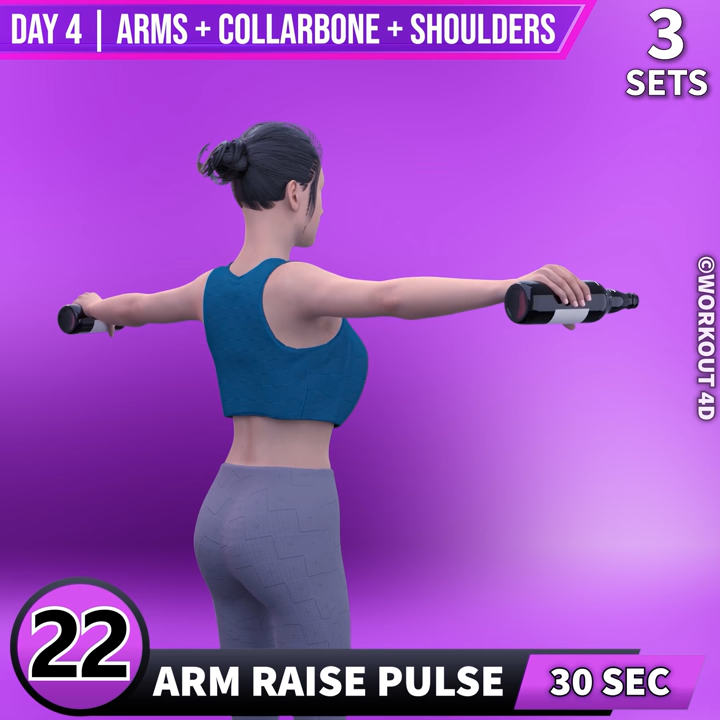 DAY 4 | ARMS + COLLARBONE + SHOULDERS
3
SETS
©WORKOUT 4D
22
ARM RAISE PULSE
30 SEC